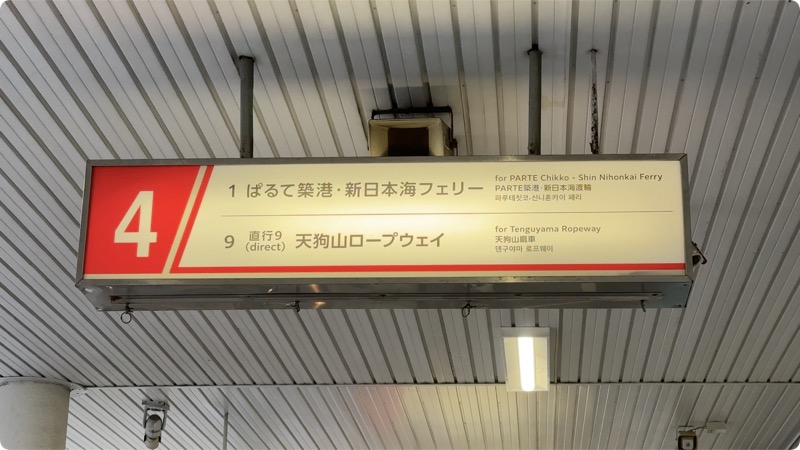 4
1 ぱるて築港・新日本海フェリー
for PARTE Chikko - Shin Nihonkai Ferry
PARTE築港·新日本海渡輪
파루테칫코·신니혼카이 페리
9 直行9 (direct) 天狗山ロープウェイ
for Tenguyama Ropeway
天狗山纜車
덴구야마 로프웨이